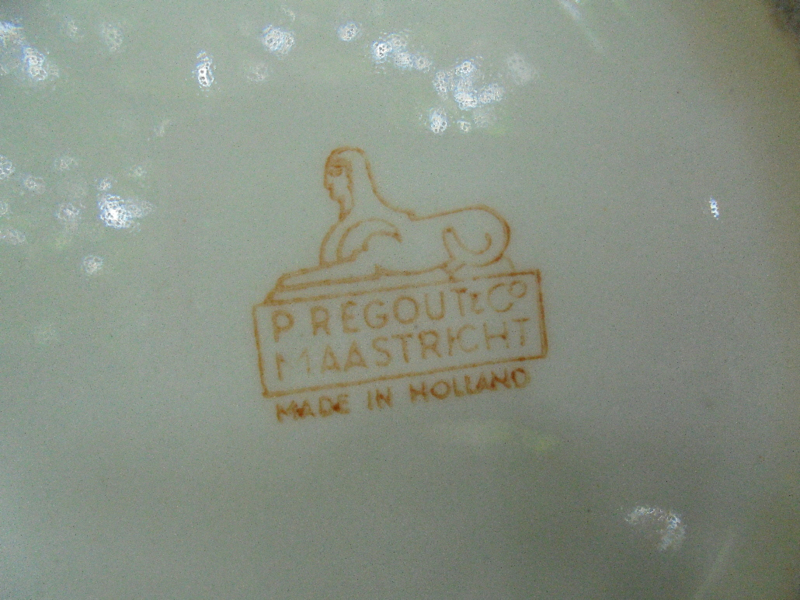 P. REGOUT & Co
MAASTRICHT
MADE IN HOLLAND